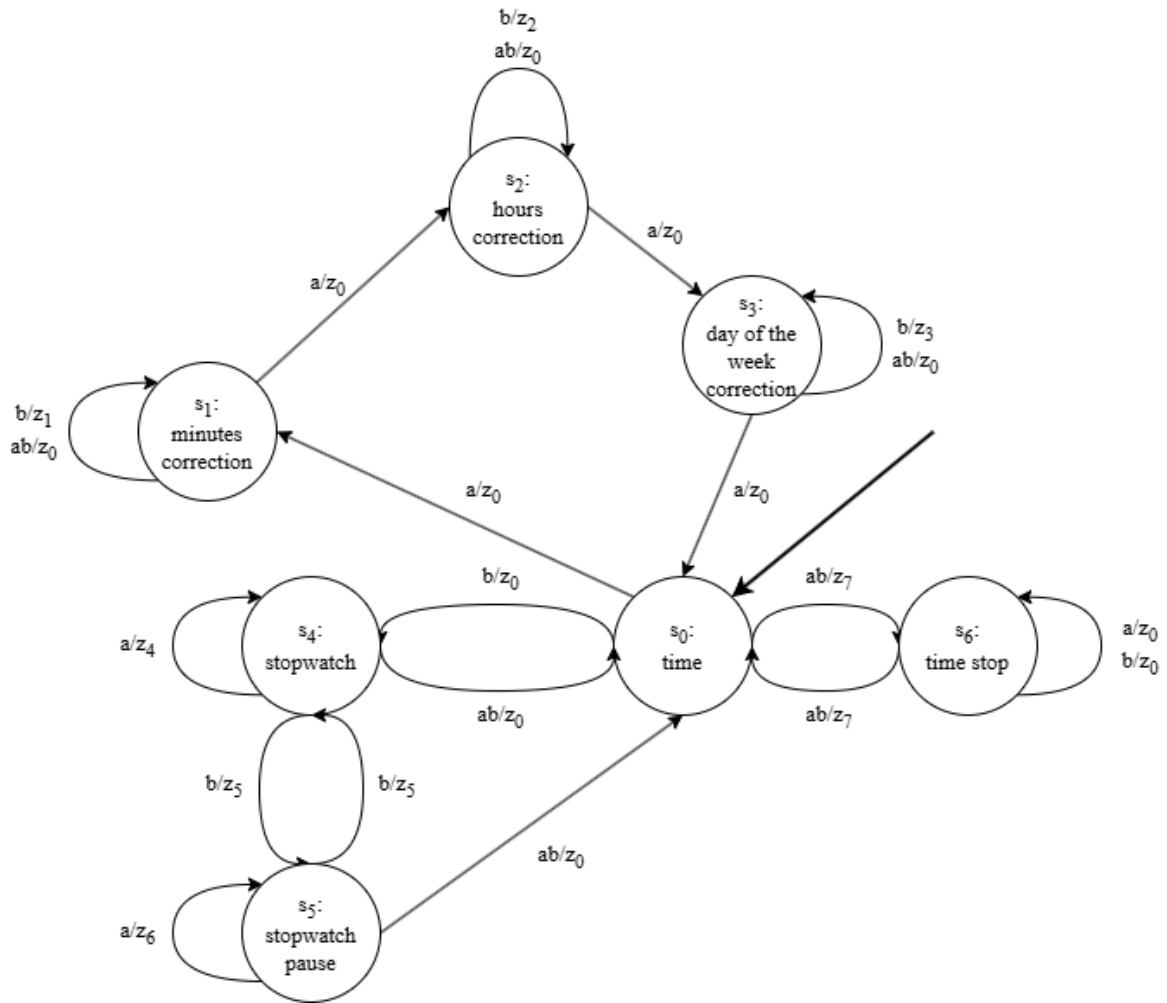 b/z₂
ab/z₀
s₂:
hours
correction
a/z₀
a/z₀
s₃:
day of the
week
correction
b/z₃
ab/z₀
s₁:
minutes
correction
b/z₁
ab/z₀
a/z₀
a/z₀
b/z₀
ab/z₇
s₄:
stopwatch
a/z₄
s₀:
time
s₆:
time stop
a/z₀
b/z₀
ab/z₀
ab/z₇
b/z₅
b/z₅
ab/z₀
s₅:
stopwatch
pause
a/z₆